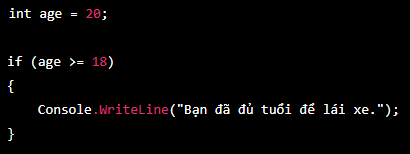 int age = 20;
if (age >= 18)
{
    Console.WriteLine("Bạn đã đủ tuổi để lái xe.");
}